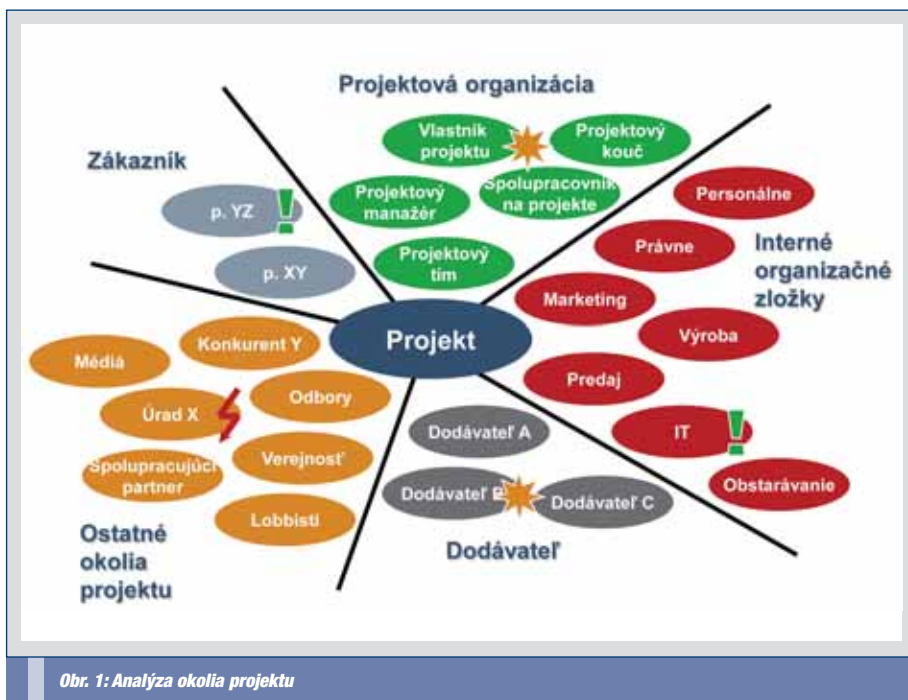 Projektová organizácia
Vlastník
projektu
Projektový
kouč
Projektový
manažér
Spolupracovník
na projekte
Projektový
tím
Zákazník
p. YZ
p. XY
Personálne
Právne
Interné
organizačné
zložky
Marketing
Výroba
Predaj
IT
Obstarávanie
Projekt
Konkurent Y
Médiá
Odbory
Úrad X
Verejnosť
Spolupracujúci
partner
Lobbisti
Ostatné
okolia
projektu
Dodávateľ A
Dodávateľ B
Dodávateľ C
Dodávateľ
Obr. 1: Analýza okolia projektu